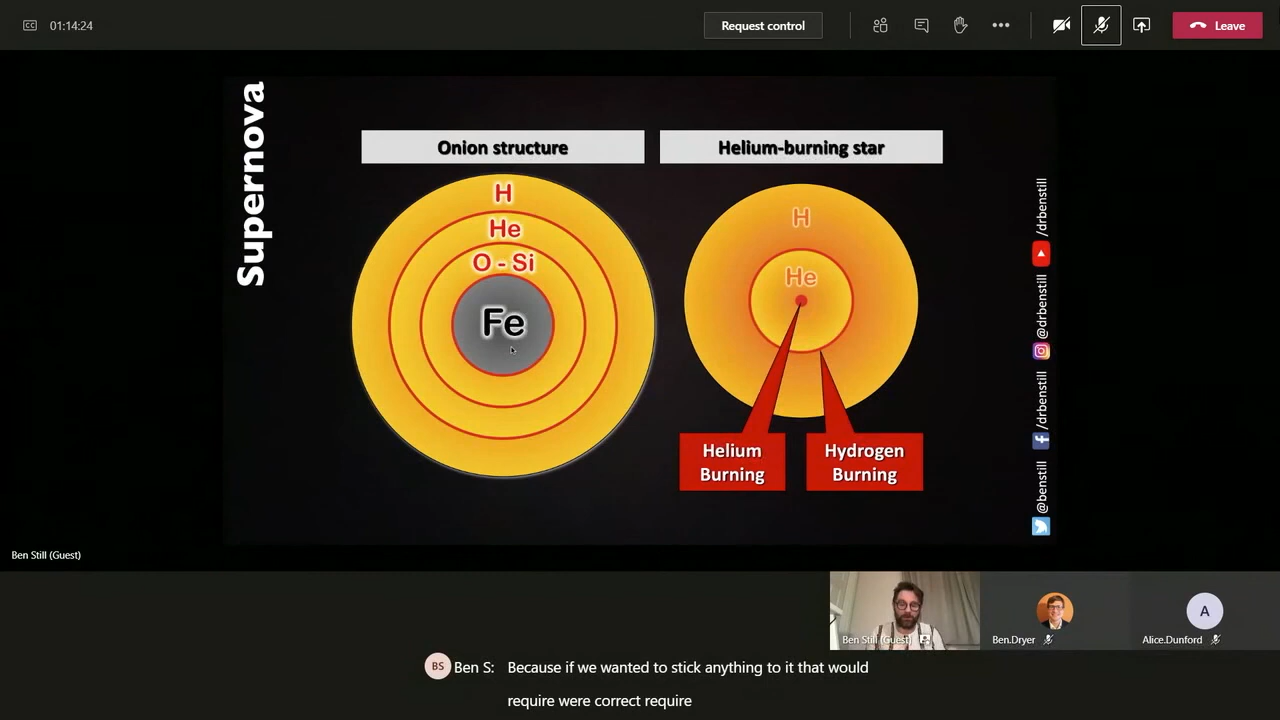 CC
01:14:24
Request control
Leave
Supernova
Onion structure
Helium-burning star
H
He
O - Si
Fe
H
He
Helium
Burning
Hydrogen
Burning
/drbenstill
@drbenstill
/drbenstill
@benstill
Ben Still (Guest)
Ben Still (Guest)
Ben.Dryer
A
Alice.Dunford
BS
Ben S: Because if we wanted to stick anything to it that would
require were correct require